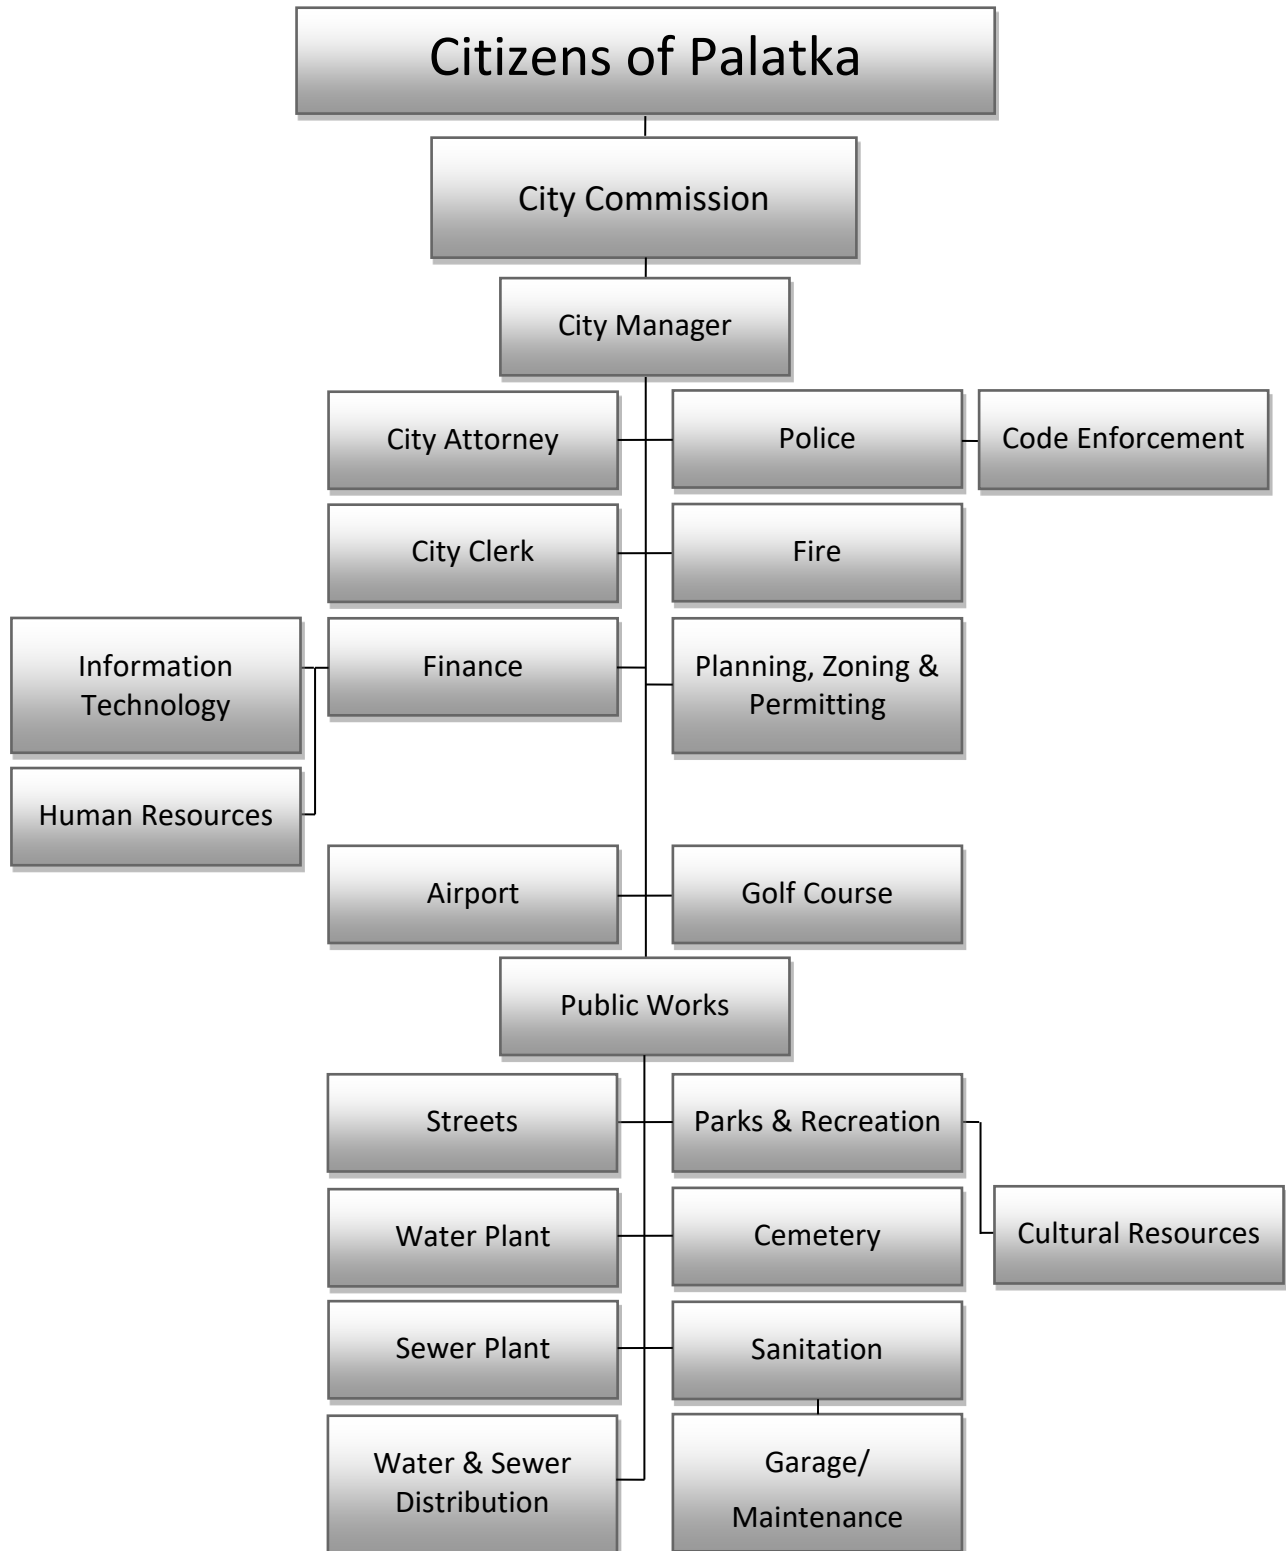 Citizens of Palatka
City Commission
City Manager
City Attorney
Police
Code Enforcement
City Clerk
Fire
Information
Technology
Finance
Planning, Zoning &
Permitting
Human Resources
Airport
Golf Course
Public Works
Streets
Parks & Recreation
Water Plant
Cemetery
Cultural Resources
Sewer Plant
Sanitation
Water & Sewer
Distribution
Garage/
Maintenance